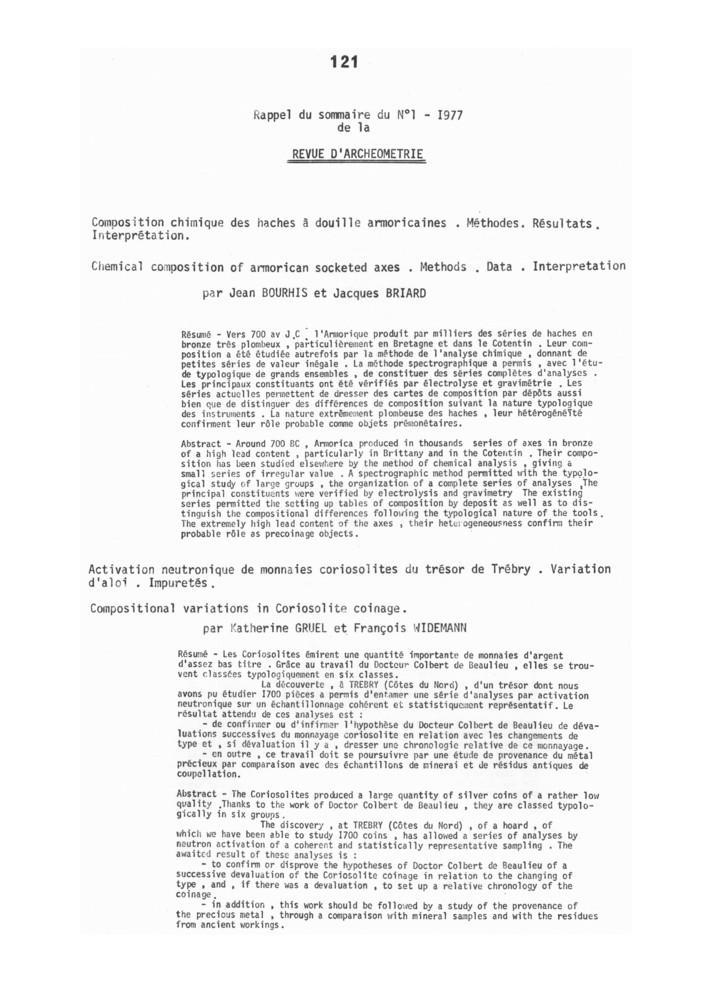 121
Rappel du sommaire du N°1 - I977
de la
REVUE D'ARCHEOMETRIE
Composition chimique des haches à douille armoricaines . Méthodes. Résultats.
Interprétation.
Chemical composition of armorican socketed axes . Methods . Data . Interpretation
par Jean BOURHIS et Jacques BRIARD
Résumé - Vers 700 av J.C. l'Armorique produit par milliers des séries de haches en
bronze très plombeux , particulièrement en Bretagne et dans le Cotentin . Leur com-
position a été étudiée autrefois par la méthode de l'analyse chimique , donnant de
petites séries de valeur inégale . La méthode spectrographique a permis , avec l'étu-
de typologique de grands ensembles , de constituer des séries complètes d'analyses .
Les principaux constituants ont été vérifiés par électrolyse et gravimétrie . Les
séries actuelles permettent de dresser des cartes de composition par dépôts aussi
bien que de distinguer des différences de composition suivant la nature typologique
des instruments . La nature extrêmement plombeuse des haches , leur hétérogénéité
confirment leur rôle probable comme objets prémonétaires.
Abstract - Around 700 BC , Armorica produced in thousands series of axes in bronze
of a high lead content , particularly in Brittany and in the Cotentin . Their compo-
sition has been studied elsewhere by the method of chemical analysis , giving a
small series of irregular value . A spectrographic method permitted with the typolo-
gical study of large groups , the organization of a complete series of analyses .The
principal constituents were verified by electrolysis and gravimetry The existing
series permitted the setting up tables of composition by deposit as well as to dis-
tinguish the compositional differences following the typological nature of the tools.
The extremely high lead content of the axes , their heterogeneousness confirm their
probable rôle as precoinage objects.
Activation neutronique de monnaies coriosolites du trésor de Trébry . Variation
d'aloi . Impuretés.
Compositional variations in Coriosolite coinage.
par Katherine GRUEL et François WIDEMANN
Résumé - Les Coriosolites émirent une quantité importante de monnaies d'argent
d'assez bas titre . Grâce au travail du Docteur Colbert de Beaulieu , elles se trou-
vent classées typologiquement en six classes.
La découverte , à TREBRY (Côtes du Nord) , d'un trésor dont nous
avons pu étudier I700 pièces a permis d'entamer une série d'analyses par activation
neutronique sur un échantillonnage cohérent et statistiquement représentatif. Le
résultat attendu de ces analyses est :
- de confirmer ou d'infirmer l'hypothèse du Docteur Colbert de Beaulieu de déva-
luations successives du monnayage coriosolite en relation avec les changements de
type et , si dévaluation il y a , dresser une chronologie relative de ce monnayage.
- en outre , ce travail doit se poursuivre par une étude de provenance du métal
précieux par comparaison avec des échantillons de minerai et de résidus antiques de
coupellation.
Abstract - The Coriosolites produced a large quantity of silver coins of a rather low
quality .Thanks to the work of Doctor Colbert de Beaulieu , they are classed typolo-
gically in six groups.
The discovery , at TREBRY (Côtes du Nord) , of a hoard , of
which we have been able to study I700 coins , has allowed a series of analyses by
neutron activation of a coherent and statistically representative sampling . The
awaited result of these analyses is :
- to confirm or disprove the hypotheses of Doctor Colbert de Beaulieu of a
successive devaluation of the Coriosolite coinage in relation to the changing of
type , and , if there was a devaluation , to set up a relative chronology of the
coinage.
- in addition , this work should be followed by a study of the provenance of
the precious metal , through a comparaison with mineral samples and with the residues
from ancient workings.